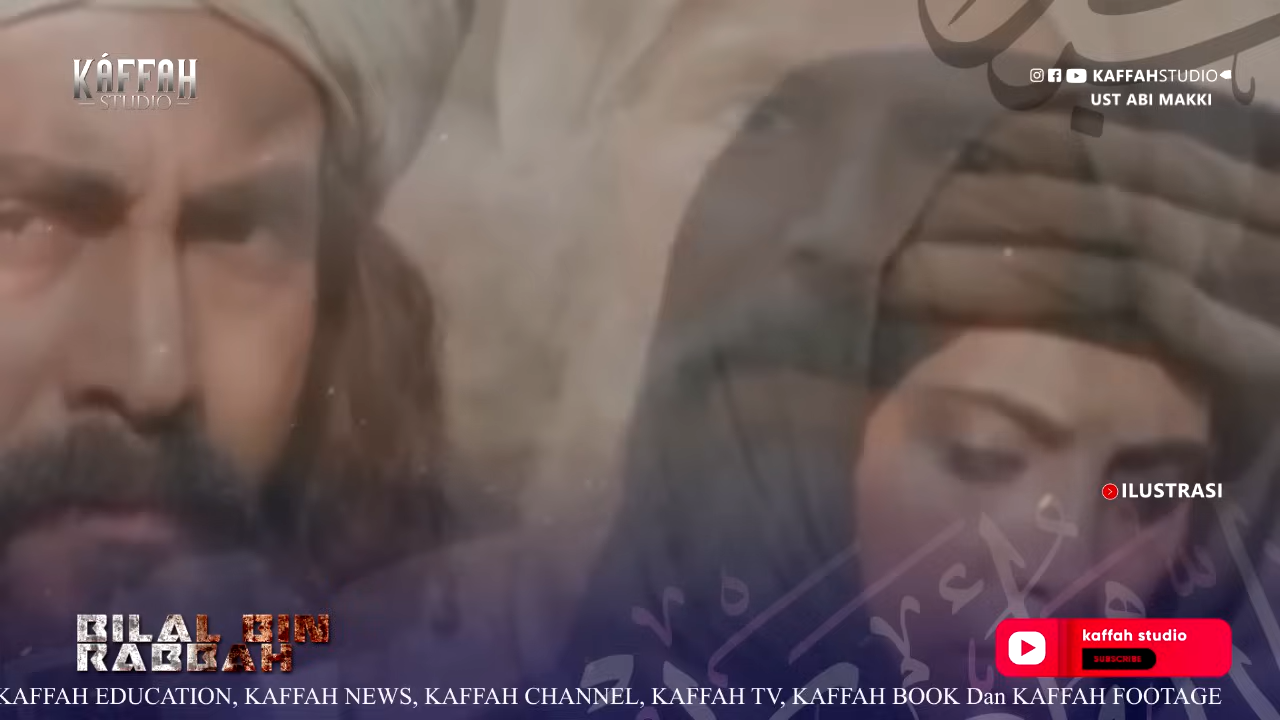 KÁFFAH
STUDIO
KAFFAHSTUDIO
UST ABI MAKKI
ILUSTRASI
BILAL BIN
RABBAH
kaffah studio
SUBSCRIBE
KAFFAH EDUCATION, KAFFAH NEWS, KAFFAH CHANNEL, KAFFAH TV, KAFFAH BOOK Dan KAFFAH FOOTAGE